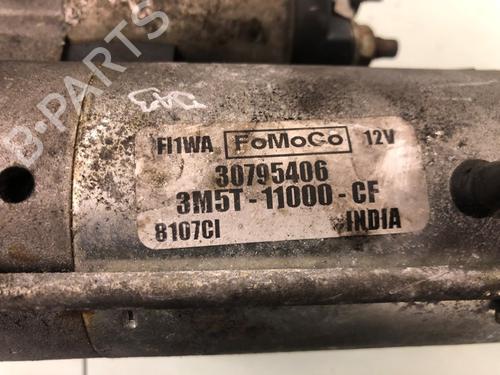 B-PARTS
FI1WA FoMoCo 12V
30795406
3M5T-11000-CF
8107CI INDIA